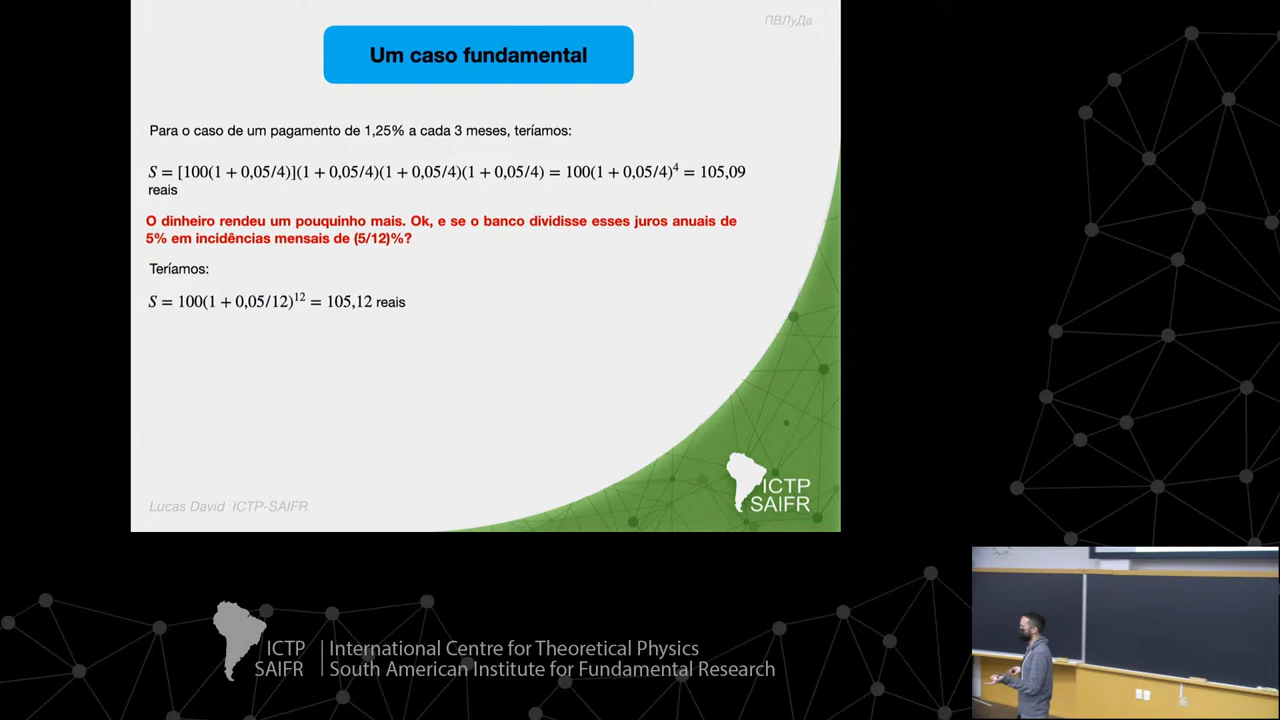 ПВЛуДа
Um caso fundamental
Para o caso de um pagamento de 1,25% a cada 3 meses, teríamos:
S = [100(1 + 0,05/4)](1 + 0,05/4)(1 + 0,05/4)(1 + 0,05/4) = 100(1 + 0,05/4)⁴ = 105,09
reais
O dinheiro rendeu um pouquinho mais. Ok, e se o banco dividisse esses juros anuais de
5% em incidências mensais de (5/12)%?
Teríamos:
S = 100(1 + 0,05/12)¹² = 105,12 reais
ICTP
SAIFR
Lucas David ICTP-SAIFR
ICTP
SAIFR
International Centre for Theoretical Physics
South American Institute for Fundamental Research